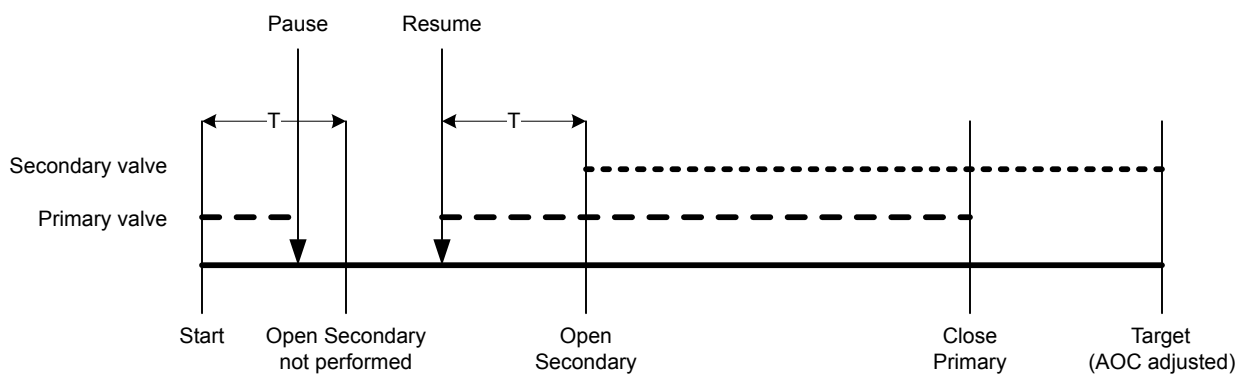 Pause
Resume
T
T
Secondary valve
Primary valve
Start
Open Secondary
not performed
Open
Secondary
Close
Primary
Target
(AOC adjusted)